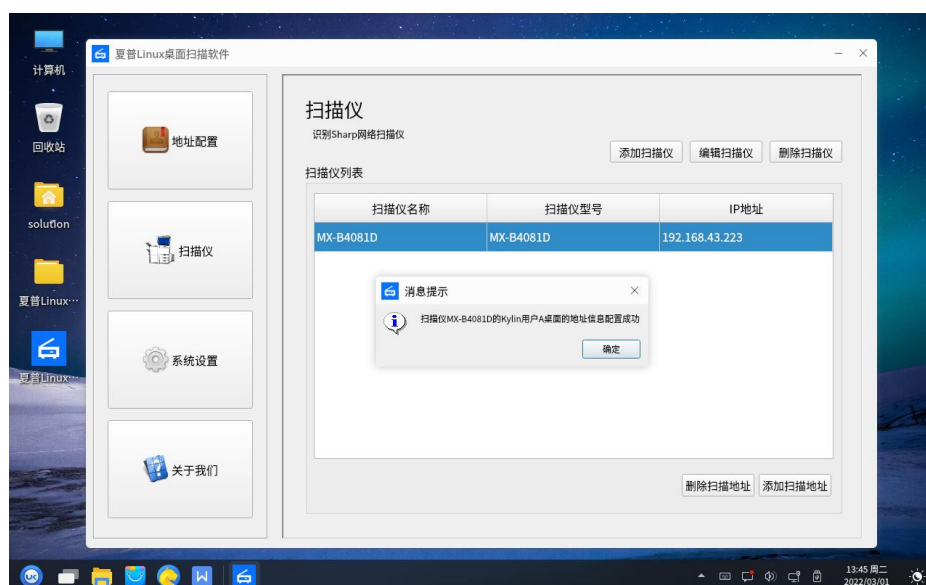 计算机
回收站
solution
夏普Linux…
夏普Linux…
夏普Linux桌面扫描软件
地址配置
扫描仪
系统设置
关于我们
扫描仪
识别Sharp网络扫描仪
添加扫描仪 编辑扫描仪 删除扫描仪
扫描仪列表
扫描仪名称 扫描仪型号 IP地址
MX-B4081D MX-B4081D 192.168.43.223
消息提示
扫描仪MX-B4081D的Kylin用户A桌面的地址信息配置成功
确定
删除扫描地址 添加扫描地址
13:45 周二
2022/03/01